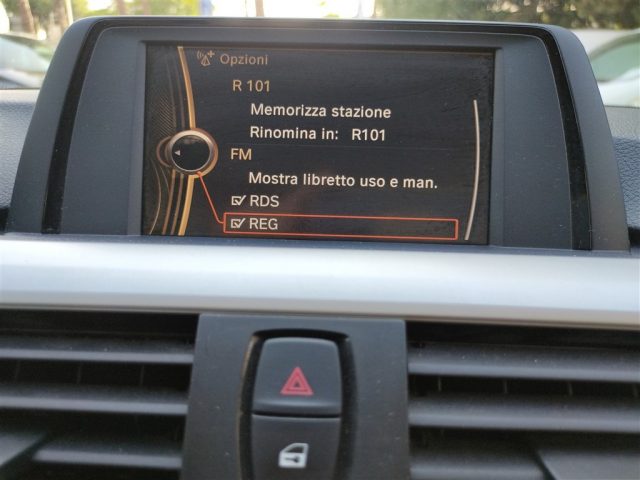 Opzioni
R 101
Memorizza stazione
Rinomina in: R101
FM
Mostra libretto uso e man.
RDS
REG